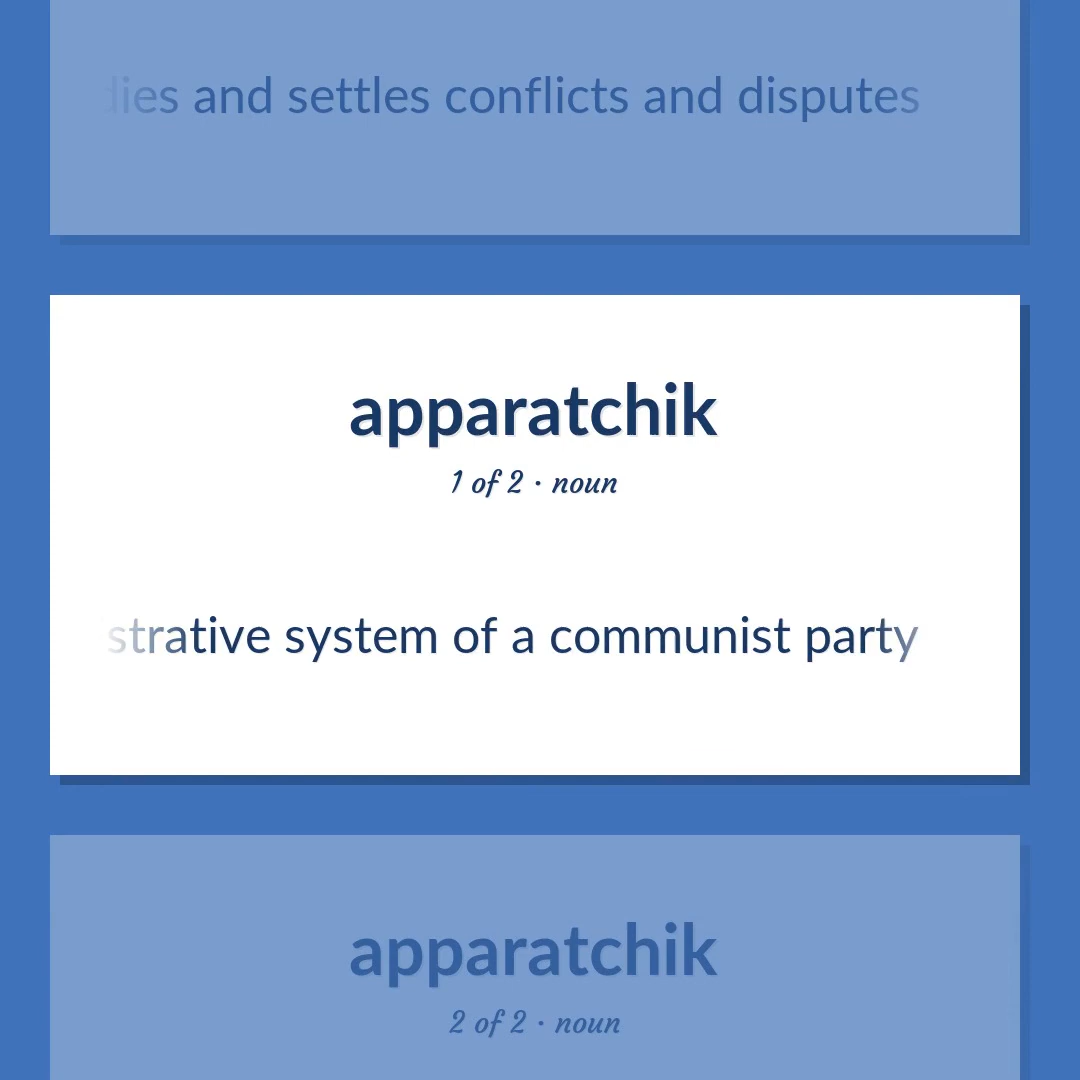 and settles conflicts and disputes
apparatchik
1 of 2 · noun
strative system of a communist party
apparatchik
2 of 2 · noun